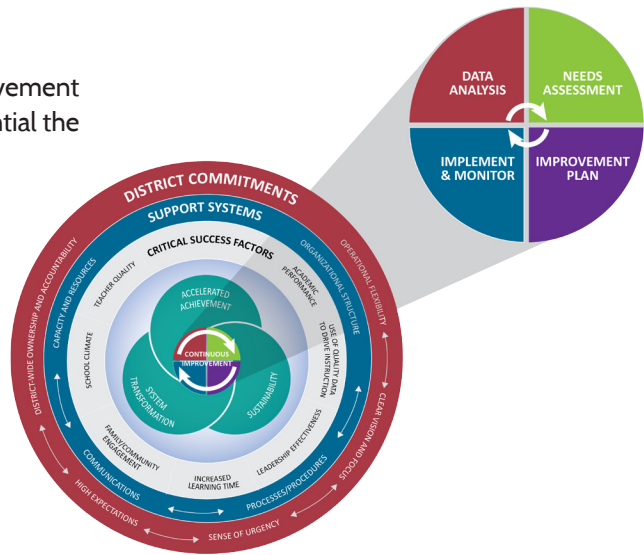 vement
tial the
DATA
ANALYSIS
NEEDS
ASSESSMENT
IMPLEMENT
& MONITOR
IMPROVEMENT
PLAN
DISTRICT COMMITMENTS
SUPPORT SYSTEMS
CRITICAL SUCCESS FACTORS
DISTRICT-WIDE OWNERSHIP AND ACCOUNTABILITY
OPERATIONAL FLEXIBILITY
CAPACITY AND RESOURCES
ORGANIZATIONAL STRUCTURE
TEACHER QUALITY
ACADEMIC
PERFORMANCE
ACCELERATED
ACHIEVEMENT
SCHOOL CLIMATE
USE OF QUALITY DATA
TO DRIVE INSTRUCTION
CONTINUOUS
IMPROVEMENT
SYSTEM
TRANSFORMATION
SUSTAINABILITY
CLEAR VISION AND FOCUS
FAMILY/COMMUNITY
ENGAGEMENT
LEADERSHIP EFFECTIVENESS
INCREASED
LEARNING TIME
COMMUNICATIONS
PROCESSES/PROCEDURES
HIGH EXPECTATIONS
SENSE OF URGENCY